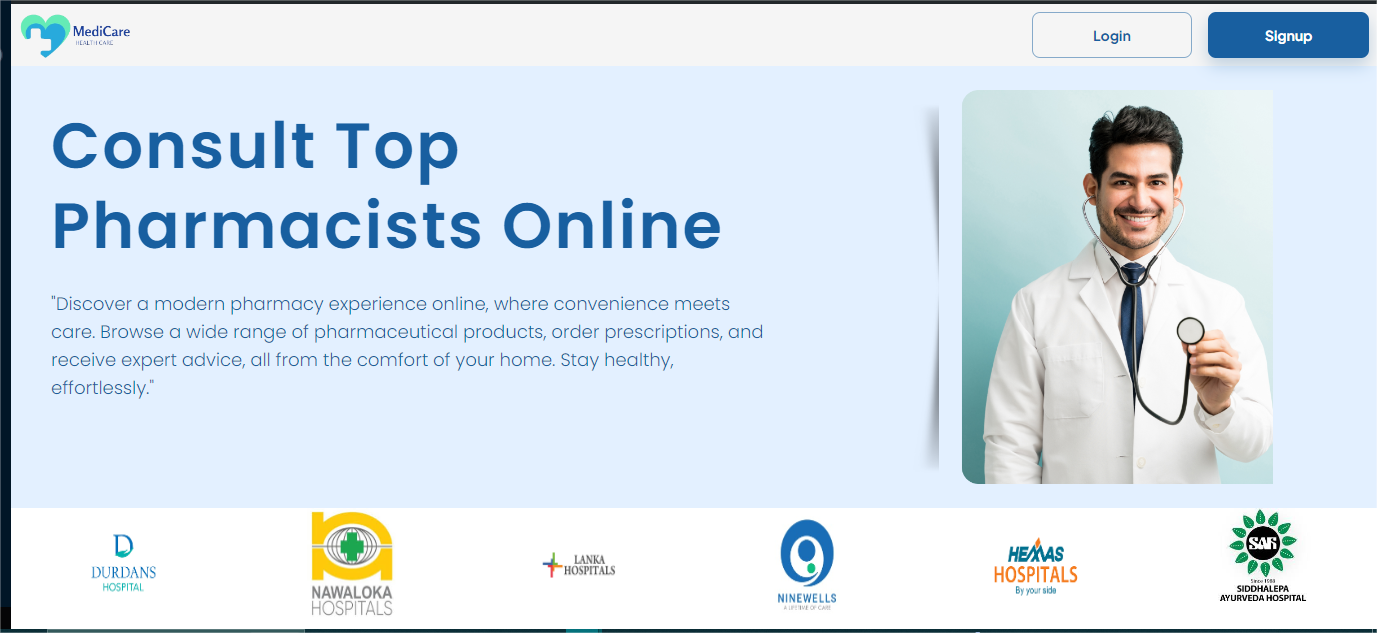 MediCare
HEALTH CARE
Login
Signup
Consult Top
Pharmacists Online
"Discover a modern pharmacy experience online, where convenience meets
care. Browse a wide range of pharmaceutical products, order prescriptions, and
receive expert advice, all from the comfort of your home. Stay healthy,
effortlessly."
DURDANS
HOSPITAL
NAWALOKA
HOSPITALS
LANKA
HOSPITALS
NINEWELLS
A LIFETIME OF CARE
HEMAS
HOSPITALS
By your side
Since 1988
SIDDHALEPA
AYURVEDA HOSPITAL